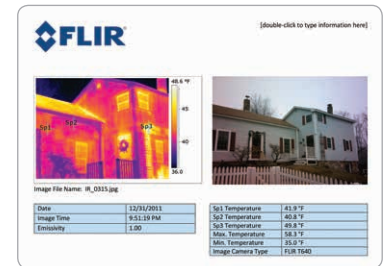 FLIR
[double-click to type information here]
48.6 °F
45
40
36.0
Sp1
Sp2
Sp3
Image File Name: IR_0315.jpg
Date 12/31/2011
Image Time 9:51:19 PM
Emissivity 1.00
Sp1 Temperature 41.9 °F
Sp2 Temperature 40.8 °F
Sp3 Temperature 49.8 °F
Max. Temperature 58.3 °F
Min. Temperature 35.0 °F
Image Camera Type FLIR T640